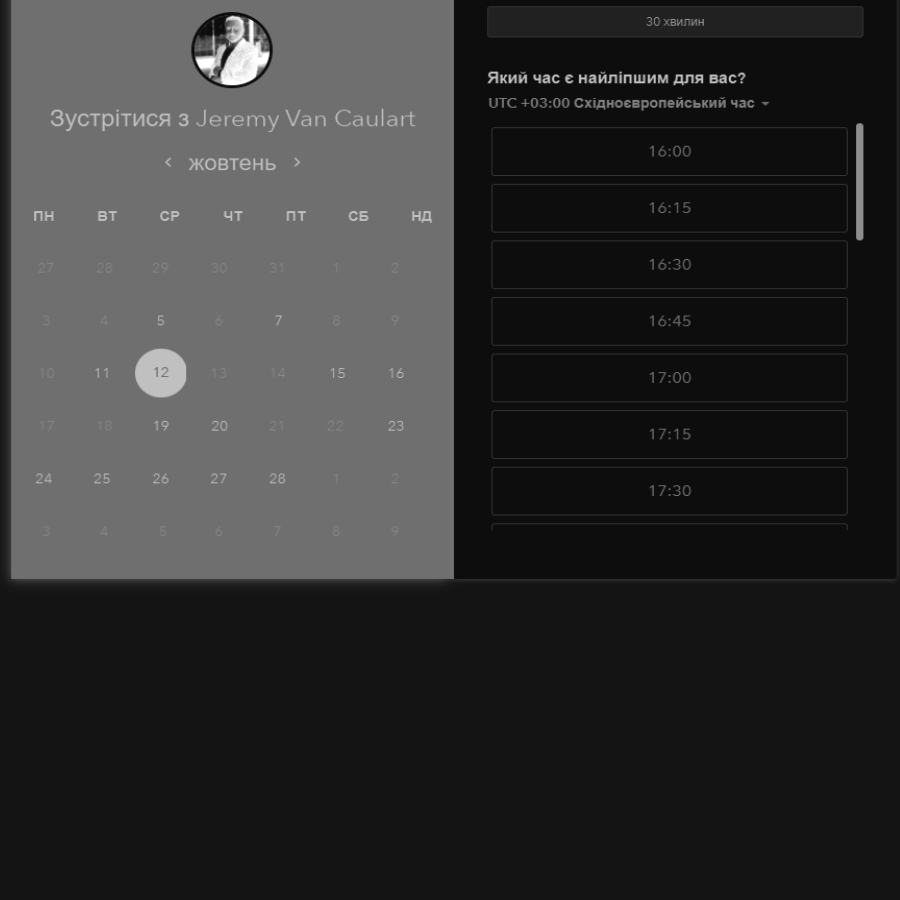 Зустрітися з Jeremy Van Caulart
жовтень
ПН ВТ СР ЧТ ПТ СБ НД
27 28 29 30 31 1 2
3 4 5 6 7 8 9
10 11 12 13 14 15 16
17 18 19 20 21 22 23
24 25 26 27 28 1 2
3 4 5 6 7 8 9
30 хвилин
Який час є найліпшим для вас?
UTC +03:00 Східноєвропейський час
16:00
16:15
16:30
16:45
17:00
17:15
17:30